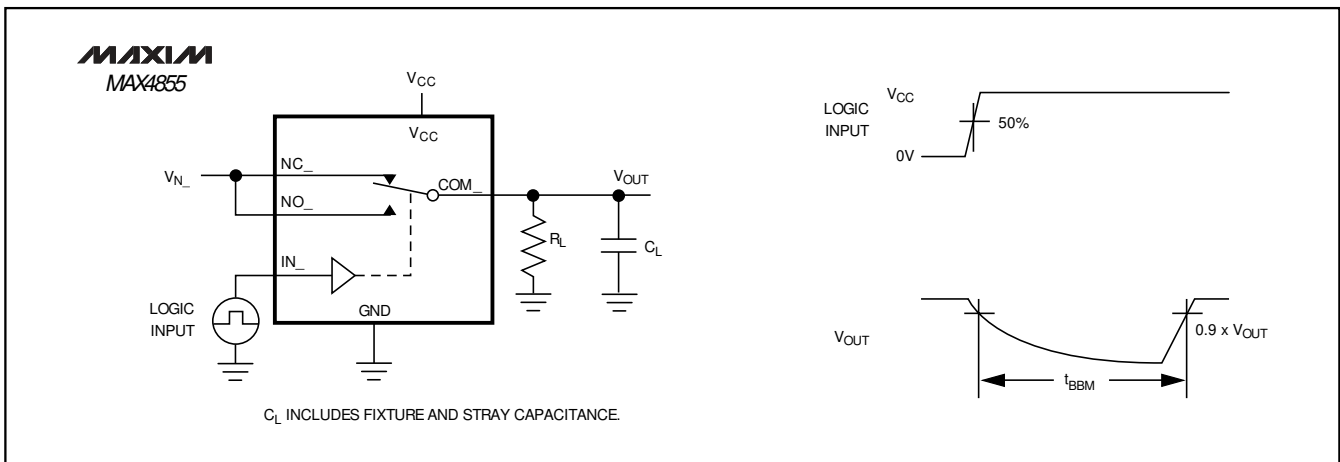 MAXIM
MAX4855
VCC
VCC
VN_
NC_
NO_
COM_
VOUT
RL
CL
IN_
LOGIC
INPUT
GND
CL INCLUDES FIXTURE AND STRAY CAPACITANCE.
LOGIC
INPUT
VCC
50%
0V
VOUT
0.9 x VOUT
tBBM